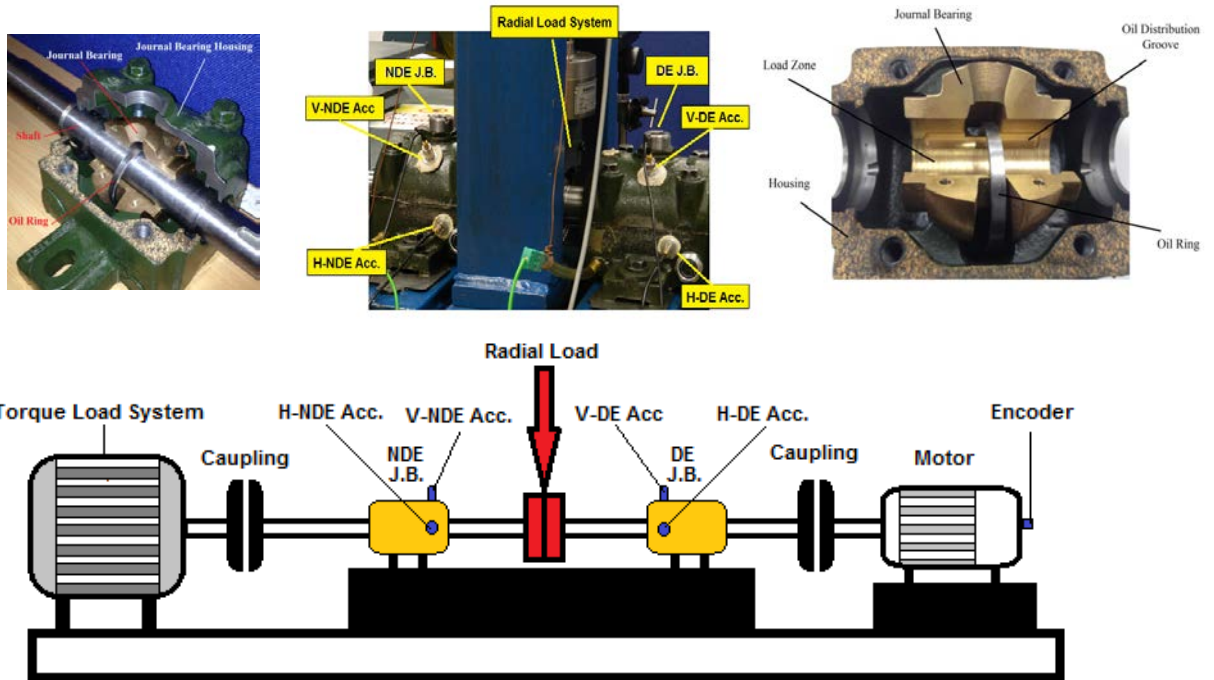 Journal Bearing
Journal Bearing Housing
Shaft
Oil Ring
Radial Load System
NDE J.B.
DE J.B.
V-NDE Acc
V-DE Acc.
H-NDE Acc.
H-DE Acc.
Journal Bearing
Oil Distribution
Groove
Load Zone
Housing
Oil Ring
Radial Load
Torque Load System
H-NDE Acc.
V-NDE Acc.
V-DE Acc
H-DE Acc.
Encoder
Caupling
NDE
J.B.
DE
J.B.
Caupling
Motor